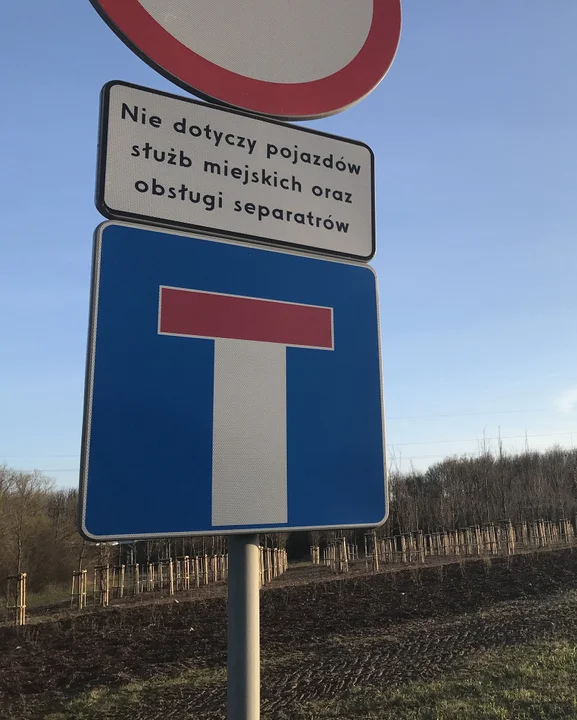 Nie dotyczy pojazdów
służb miejskich oraz
obsługi separatrów